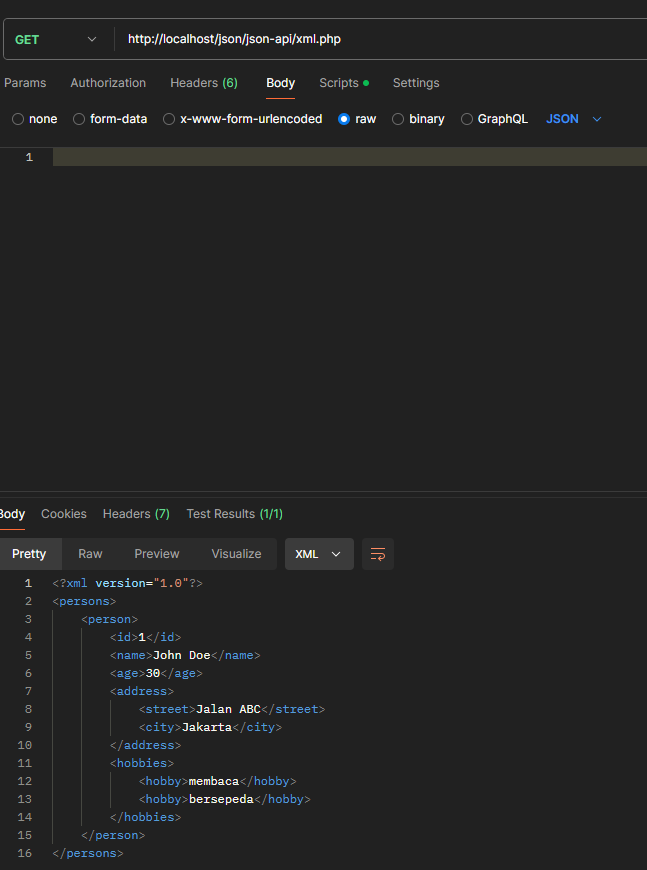 GET http://localhost/json/json-api/xml.php
Params Authorization Headers (6) Body Scripts Settings
none form-data x-www-form-urlencoded raw binary GraphQL JSON
1
Body Cookies Headers (7) Test Results (1/1)
Pretty Raw Preview Visualize XML
1 <?xml version="1.0"?>
2 <persons>
3 <person>
4 <id>1</id>
5 <name>John Doe</name>
6 <age>30</age>
7 <address>
8 <street>Jalan ABC</street>
9 <city>Jakarta</city>
10 </address>
11 <hobbies>
12 <hobby>membaca</hobby>
13 <hobby>bersepeda</hobby>
14 </hobbies>
15 </person>
16 </persons>